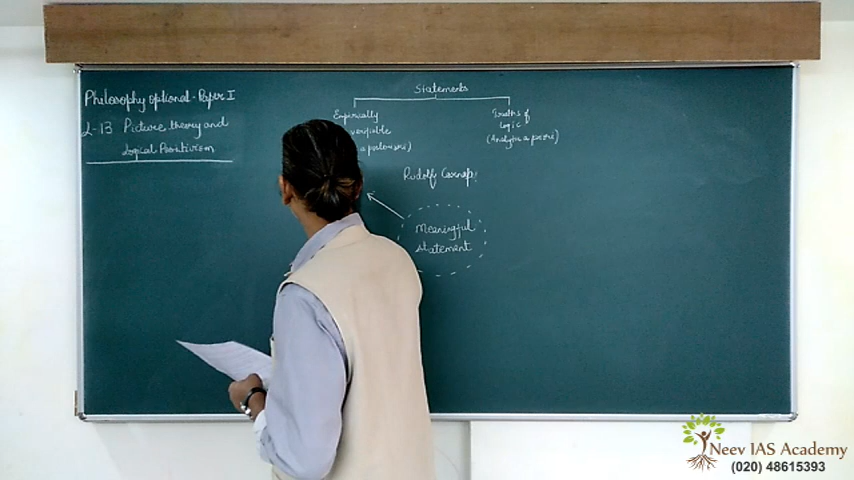 Philosophy optional - Paper I
L-13 Picture theory and
Logical Positivism
Statements
Empirically
verifiable
a posteriori)
Truths of
logic
(Analytic a priori)
Rudolf Carnap:
Meaningful
statement
Neev IAS Academy
(020) 48615393